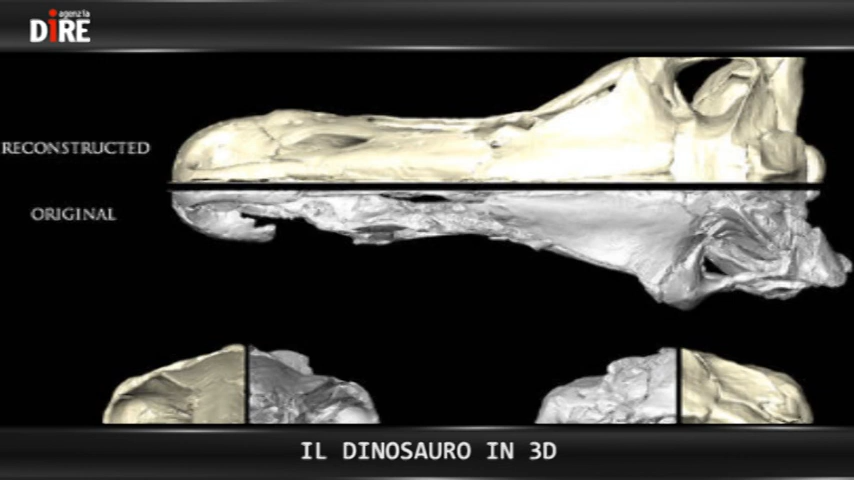 agenzia
DiRE
RECONSTRUCTED
ORIGINAL
IL DINOSAURO IN 3D